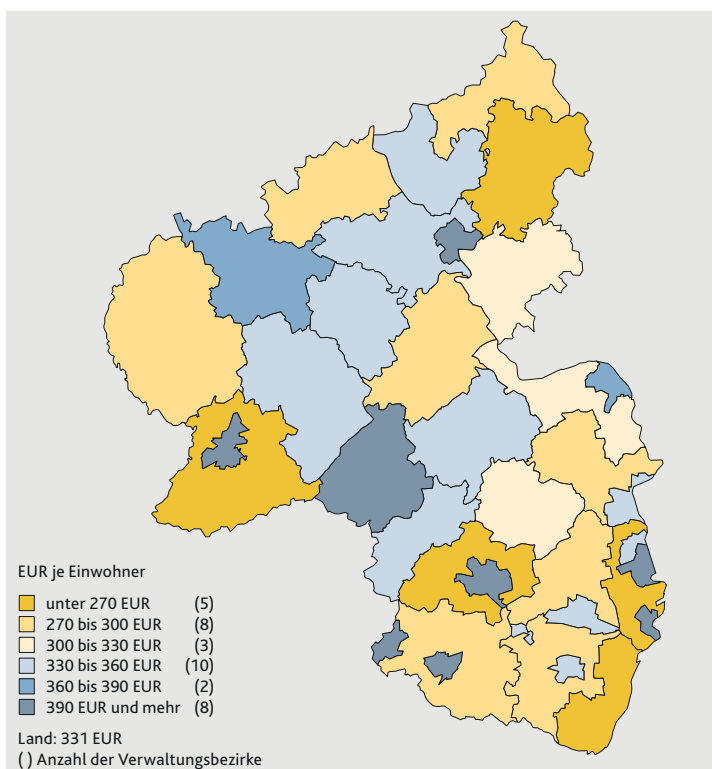 EUR je Einwohner
unter 270 EUR (5)
270 bis 300 EUR (8)
300 bis 330 EUR (3)
330 bis 360 EUR (10)
360 bis 390 EUR (2)
390 EUR und mehr (8)
Land: 331 EUR
( ) Anzahl der Verwaltungsbezirke